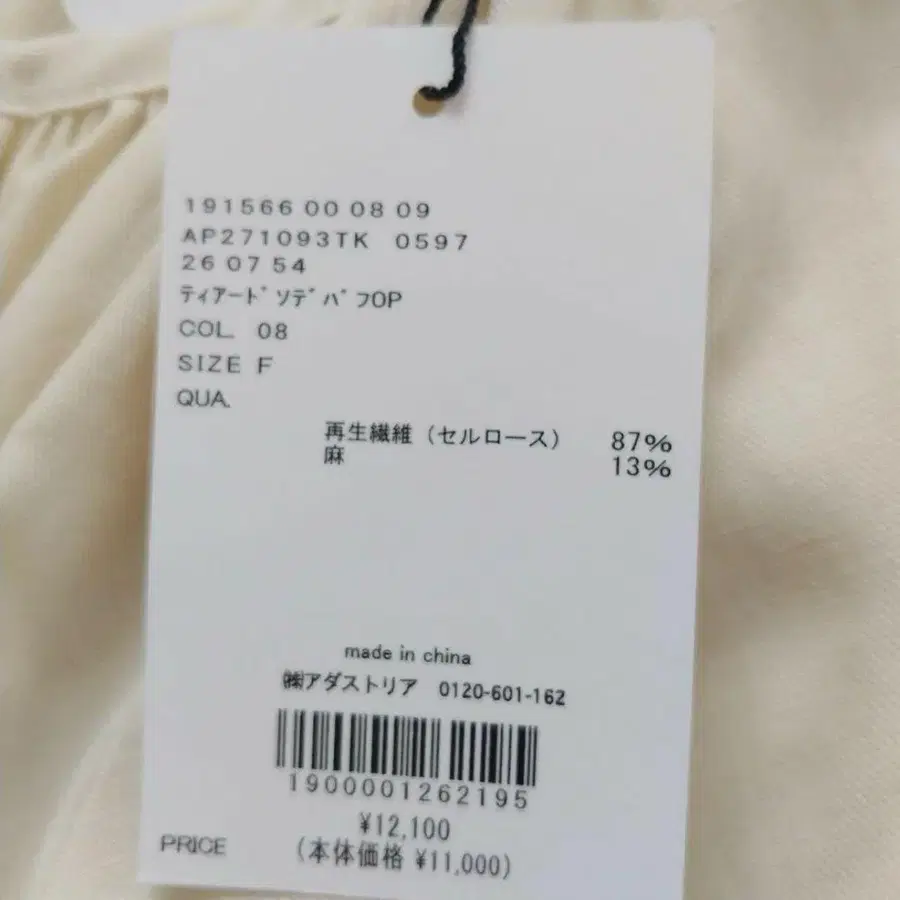 191566 00 08 09
AP271093TK 0597
26 07 54
ティアードソデパフOP
COL. 08
SIZE F
QUA.
再生繊維（セルロース） 87%
麻 13%
made in china
㈱アダストリア 0120-601-162
1900001262195
¥12,100
PRICE （本体価格 ¥11,000）